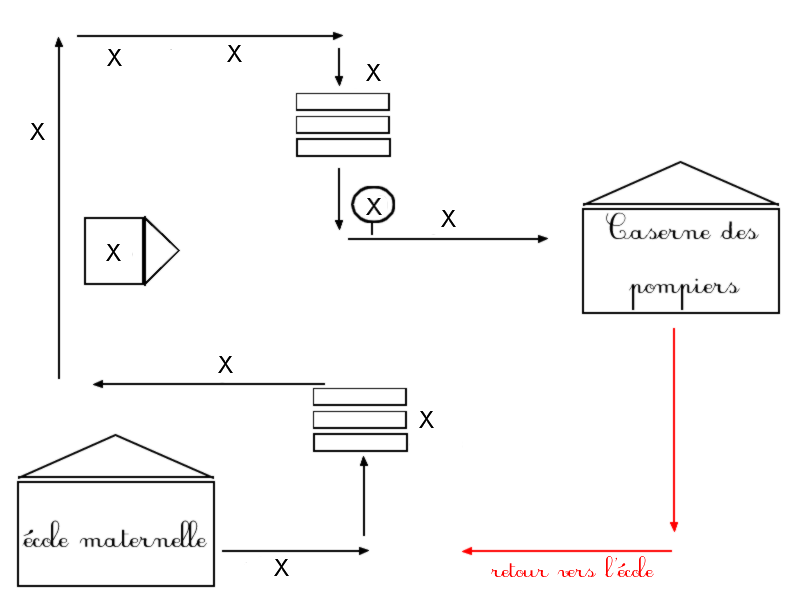 X X
X
X
X
X
X
Caserne des
pompiers
X
X
X
école maternelle
X
retour vers l'école